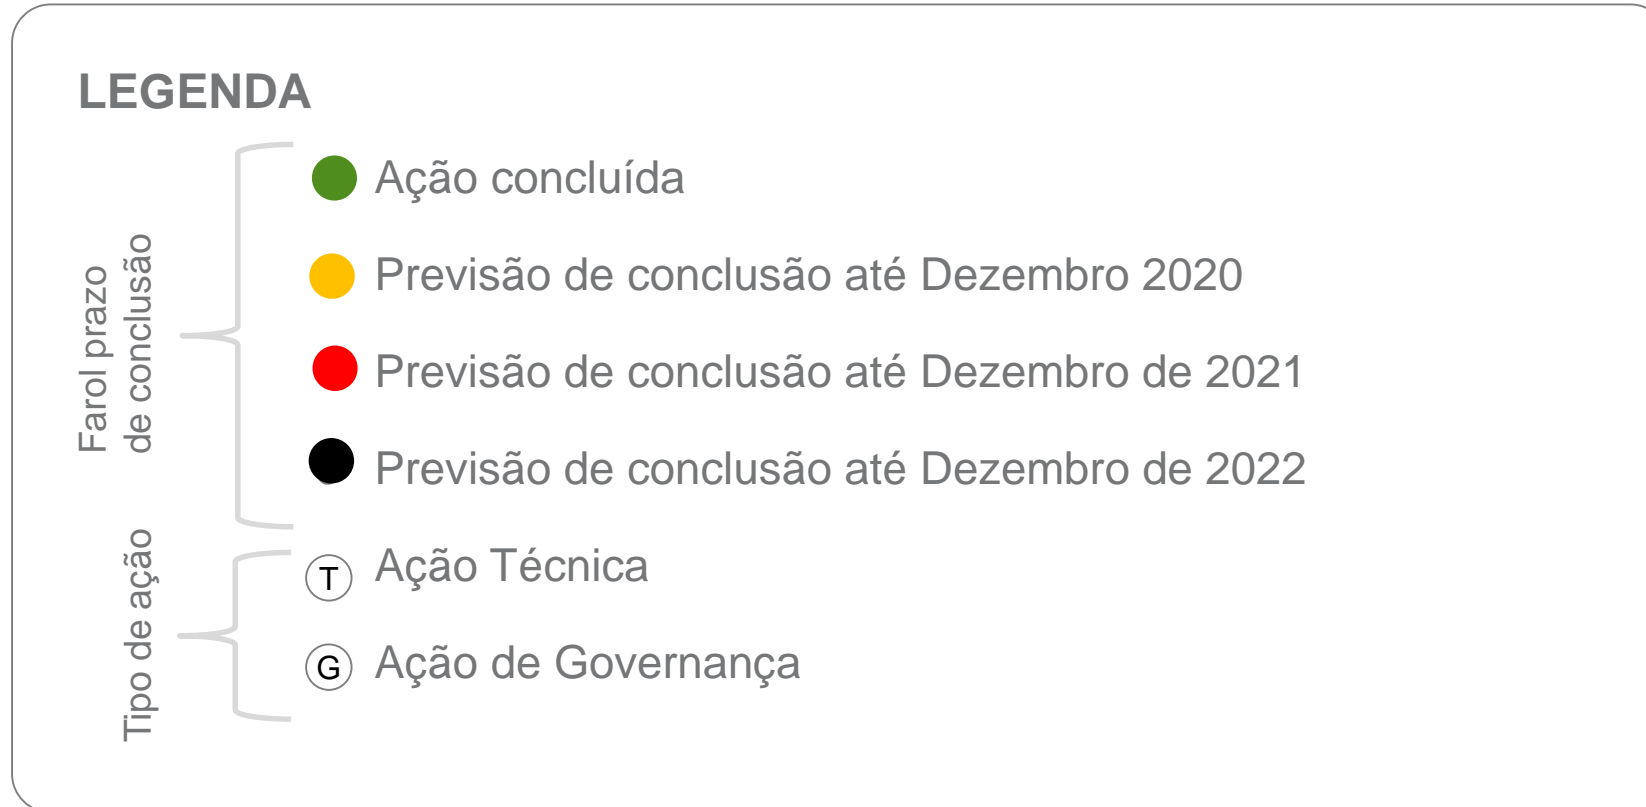 LEGENDA
Farol prazo
de conclusão
Ação concluída
Previsão de conclusão até Dezembro 2020
Previsão de conclusão até Dezembro de 2021
Previsão de conclusão até Dezembro de 2022
Tipo de ação
T Ação Técnica
G Ação de Governança